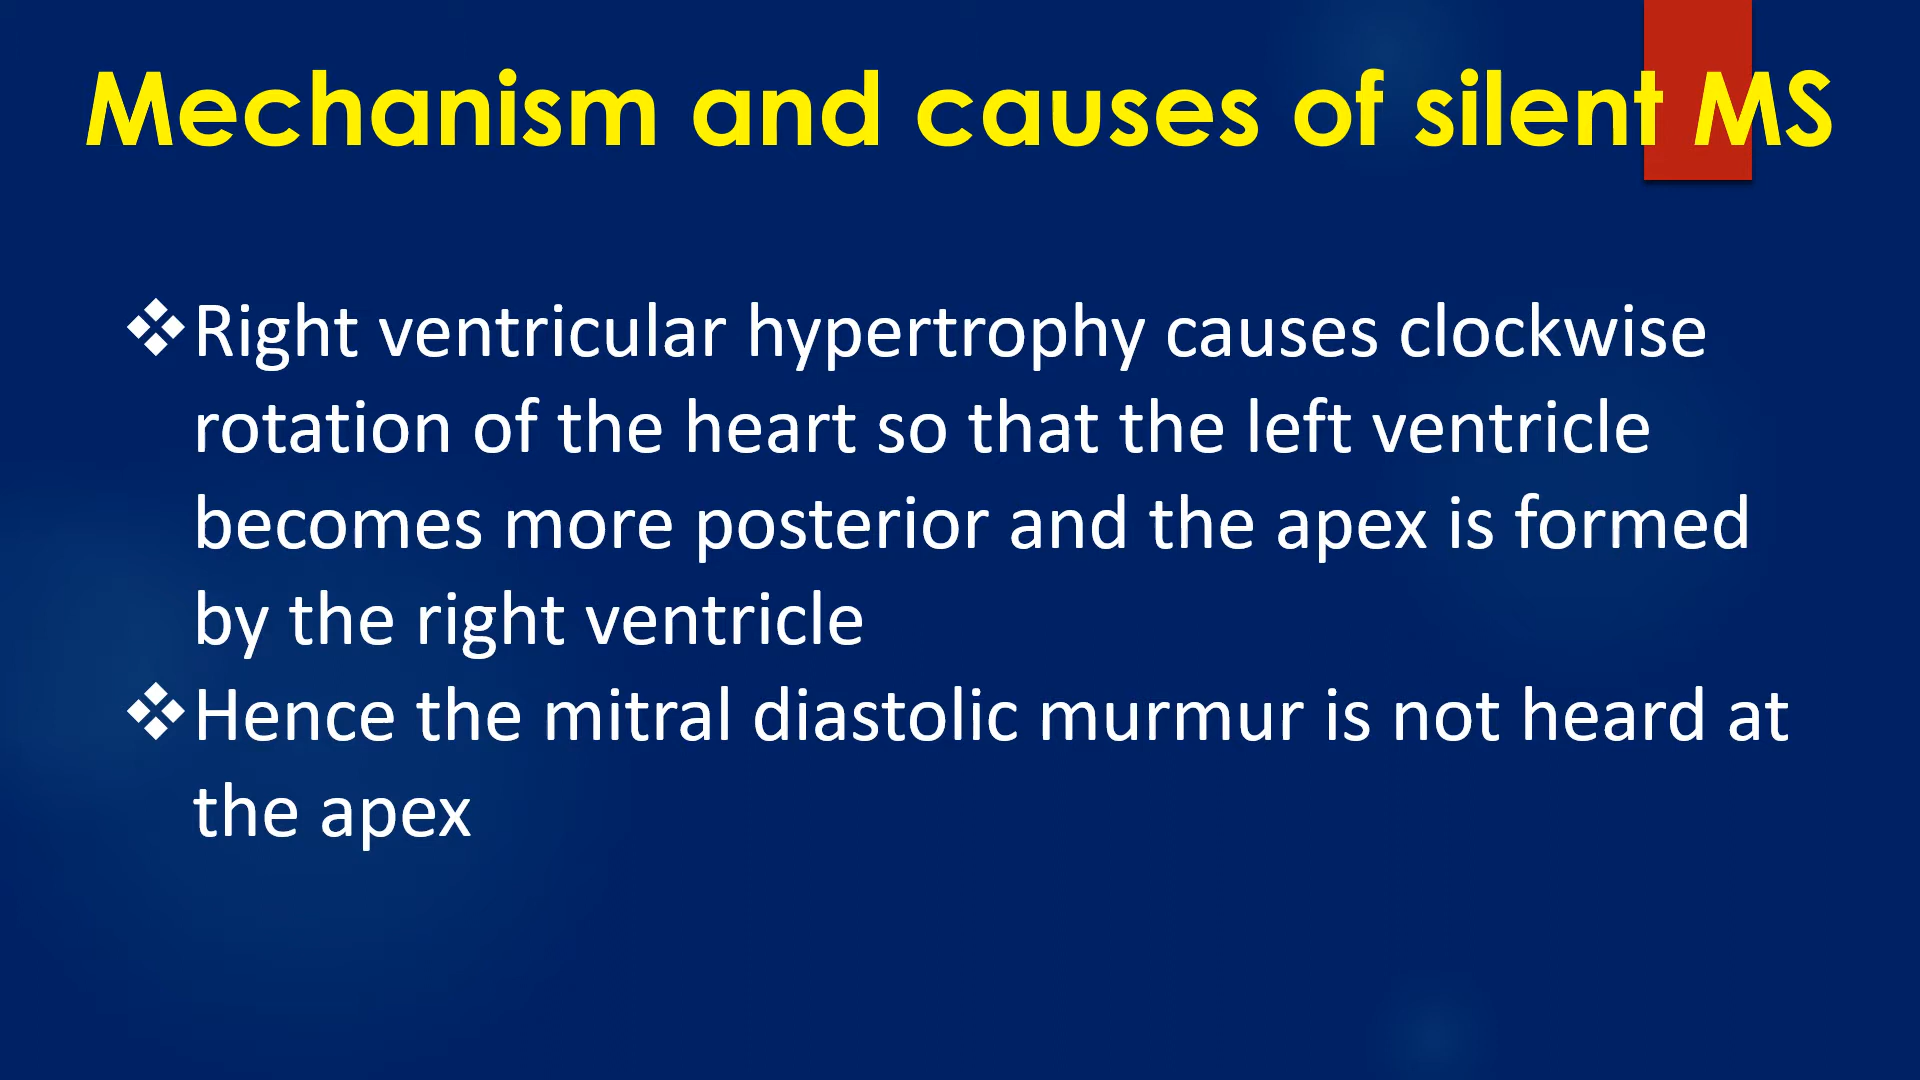 Mechanism and causes of silent MS
❖Right ventricular hypertrophy causes clockwise
rotation of the heart so that the left ventricle
becomes more posterior and the apex is formed
by the right ventricle
❖Hence the mitral diastolic murmur is not heard at
the apex